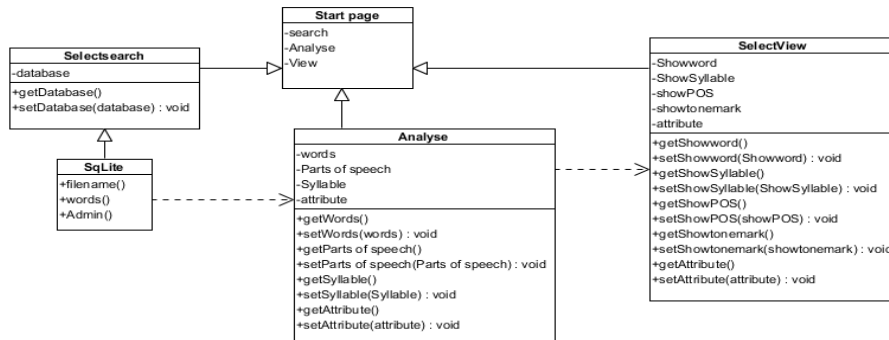 Start page
-search
-Analyse
-View
Selectsearch
-database
+getDatabase()
+setDatabase(database) : void
SqLite
+filename()
+words()
+Admin()
Analyse
-words
-Parts of speech
-Syllable
-attribute
+getWords()
+setWords(words) : void
+getParts of speech()
+setParts of speech(Parts of speech) : void
+getSyllable()
+setSyllable(Syllable) : void
+getAttribute()
+setAttribute(attribute) : void
SelectView
-Showword
-ShowSyllable
-showPOS
-showtonemark
-attribute
+getShowword()
+setShowword(Showword) : void
+getShowSyllable()
+setShowSyllable(ShowSyllable) : void
+getShowPOS()
+setShowPOS(showPOS) : void
+getShowtonemark()
+setShowtonemark(showtonemark) : void
+getAttribute()
+setAttribute(attribute) : void